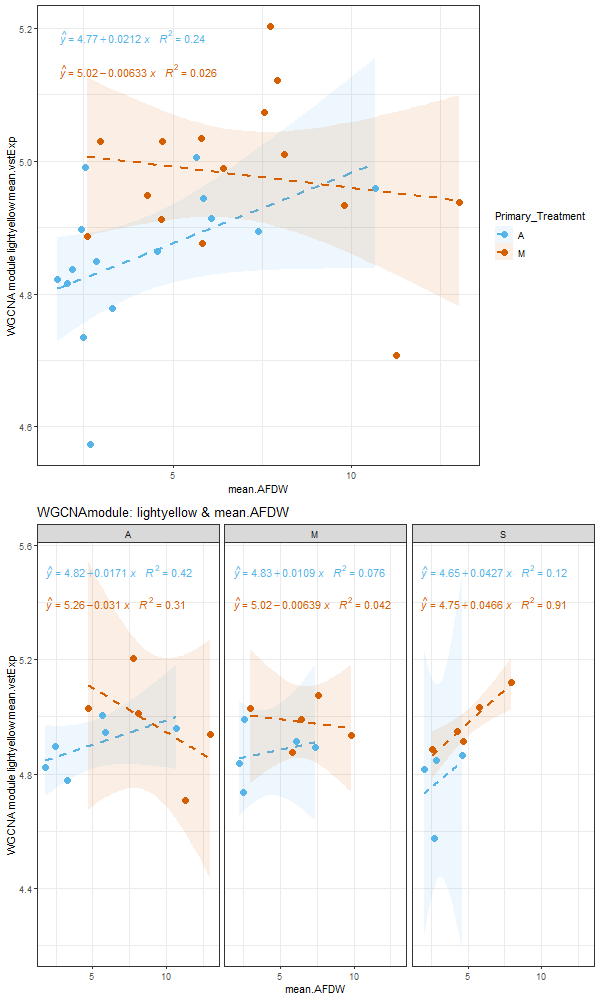 5.2
5.0
4.8
4.6
WGCNA module lightyellowmean.vstExp
ŷ = 4.77+0.0212 x R² = 0.24
ŷ = 5.02−0.00633 x R² = 0.026
5 10
mean.AFDW
Primary_Treatment
A
M
WGCNAmodule: lightyellow & mean.AFDW
A M S
5.6
5.2
4.8
4.4
WGCNA module lightyellowmean.vstExp
ŷ = 4.82+0.0171 x R² = 0.42
ŷ = 5.26−0.031 x R² = 0.31
ŷ = 4.83+0.0109 x R² = 0.076
ŷ = 5.02−0.00639 x R² = 0.042
ŷ = 4.65+0.0427 x R² = 0.12
ŷ = 4.75+0.0466 x R² = 0.91
5 10 5 10 5 10
mean.AFDW